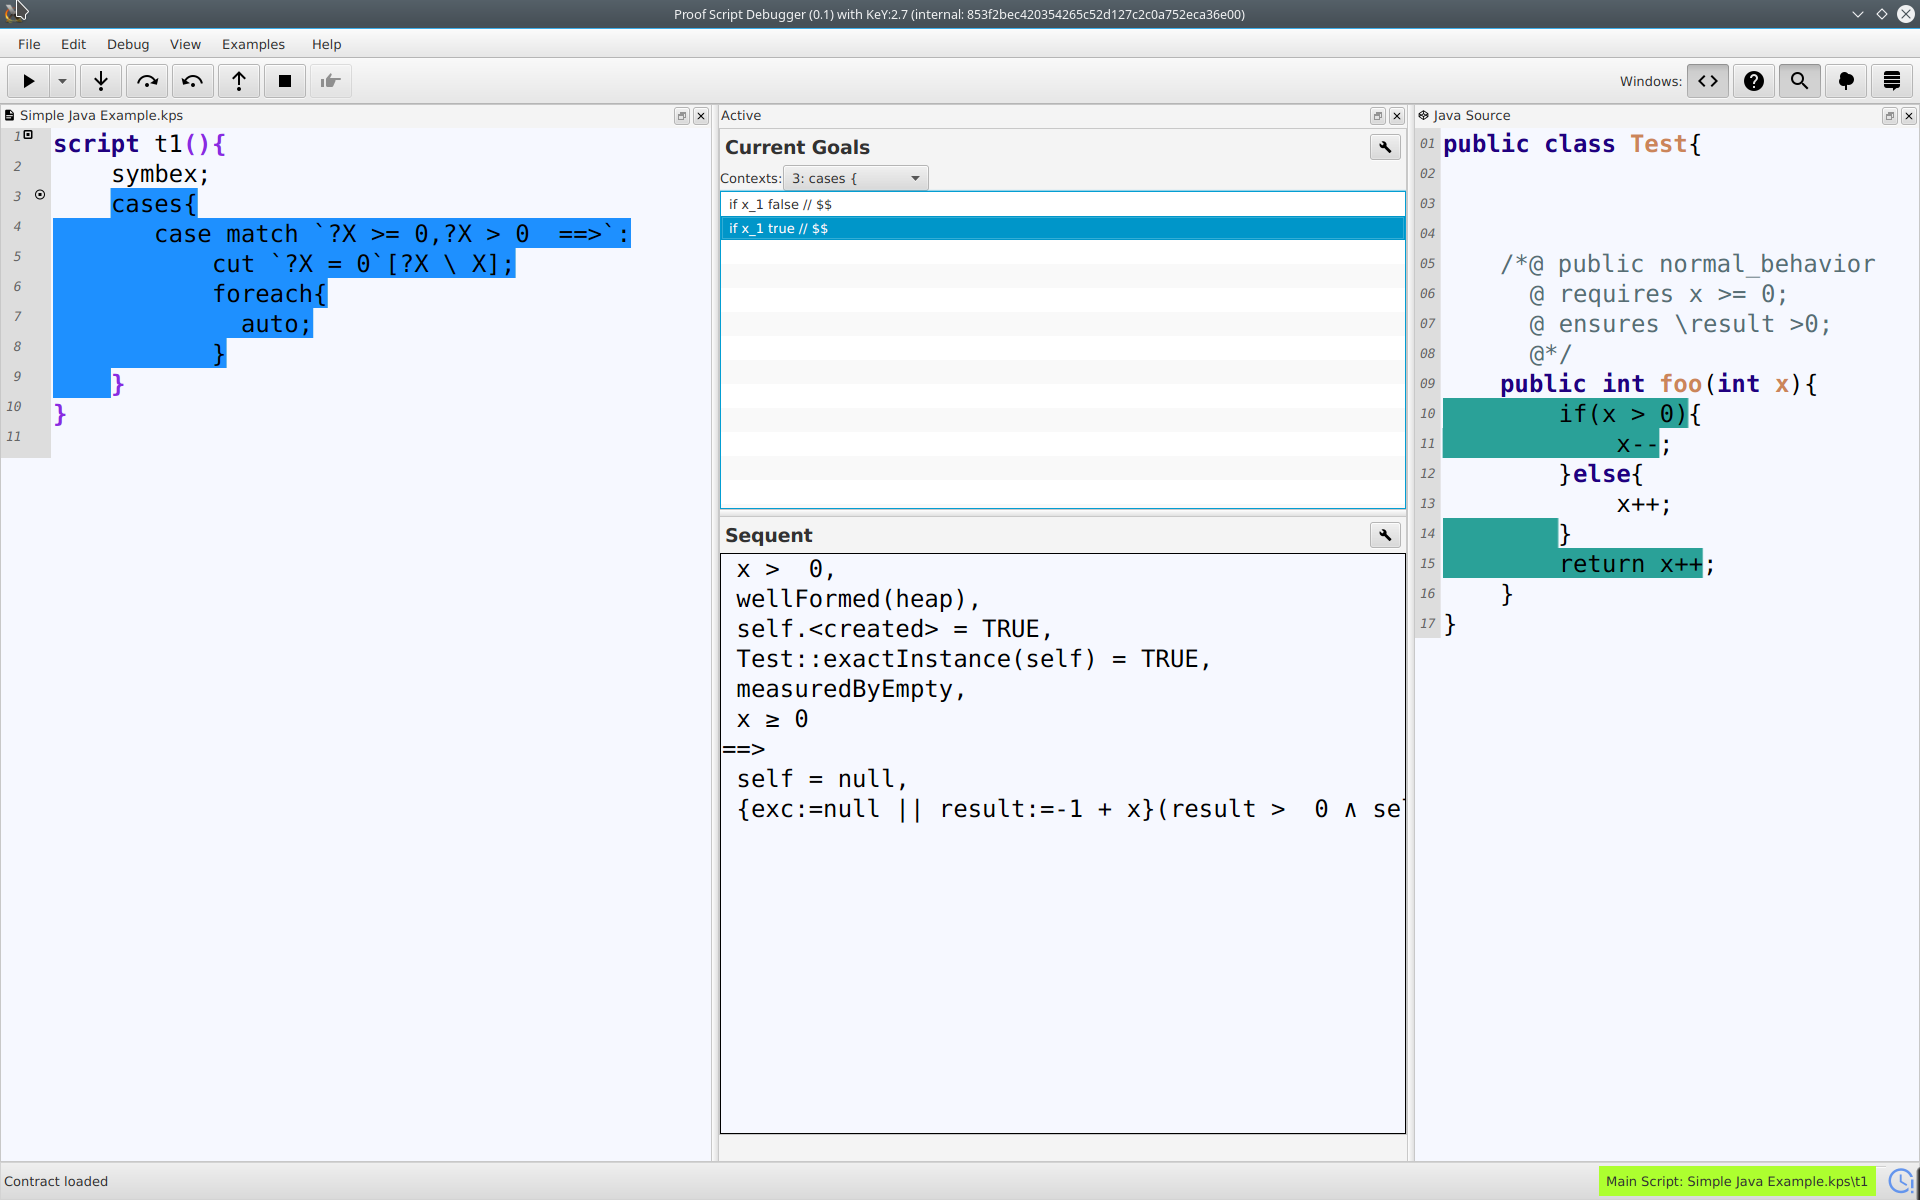 Proof Script Debugger (0.1) with KeY:2.7 (internal: 853f2bec420354265c52d127c2c0a752eca36e00)
File Edit Debug View Examples Help
Windows:
Simple Java Example.kps
1 script t1(){
2 symbex;
3 cases{
4 case match `?X >= 0,?X > 0  ==>`:
5 cut `?X = 0`[?X \ X];
6 foreach{
7 auto;
8 }
9 }
10 }
11
Active
Current Goals
Contexts: 3: cases {
if x_1 false // $$
if x_1 true // $$
Sequent
x >  0,
wellFormed(heap),
self.<created> = TRUE,
Test::exactInstance(self) = TRUE,
measuredByEmpty,
x ≥ 0
==>
self = null,
{exc:=null || result:=-1 + x}(result >  0 ∧ sel
Java Source
01 public class Test{
02
03
04
05 /*@ public normal_behavior
06 @ requires x >= 0;
07 @ ensures \result >0;
08 @*/
09 public int foo(int x){
10 if(x > 0){
11 x--;
12 }else{
13 x++;
14 }
15 return x++;
16 }
17 }
Contract loaded
Main Script: Simple Java Example.kps\t1